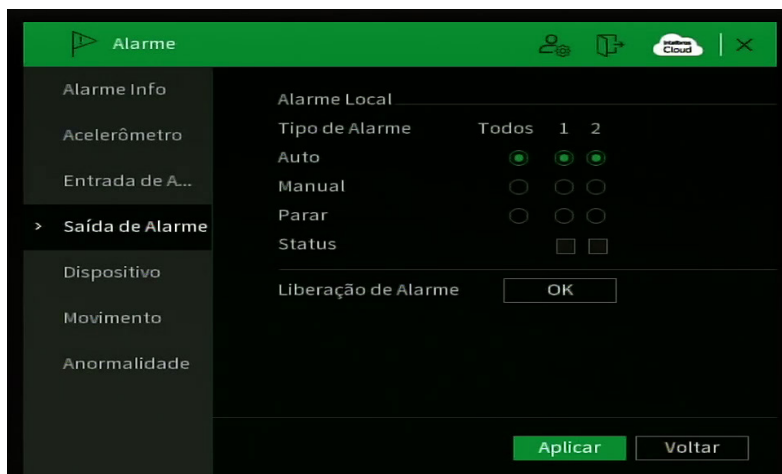 Alarme
intelbras Cloud
Alarme Info
Acelerômetro
Entrada de A...
Saída de Alarme
Dispositivo
Movimento
Anormalidade
Alarme Local
Tipo de Alarme Todos 1 2
Auto
Manual
Parar
Status
Liberação de Alarme OK
Aplicar Voltar